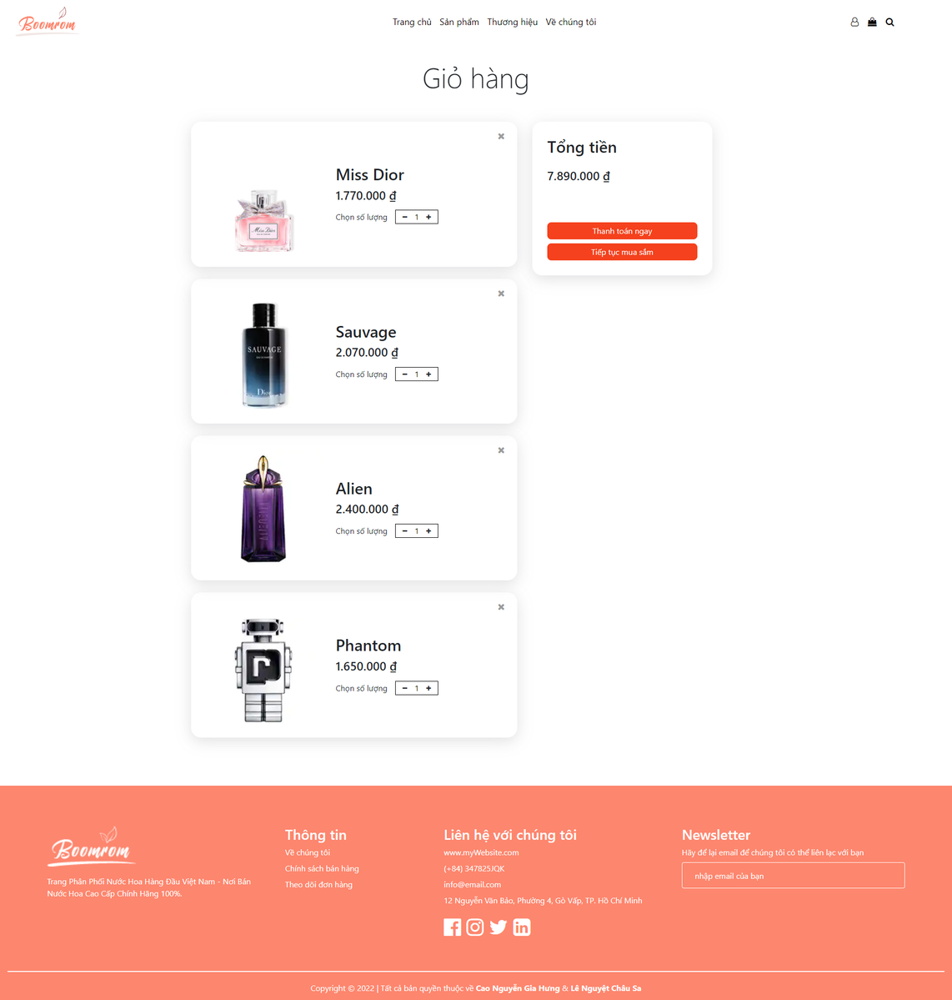 Boomrom
Trang chủ Sản phẩm Thương hiệu Về chúng tôi
Giỏ hàng
Miss Dior
1.770.000 ₫
Chọn số lượng 1
Miss Dior
Sauvage
2.070.000 ₫
Chọn số lượng 1
SAUVAGE
Dior
Alien
2.400.000 ₫
Chọn số lượng 1
Phantom
1.650.000 ₫
Chọn số lượng 1
Tổng tiền
7.890.000 ₫
Thanh toán ngay
Tiếp tục mua sắm
Boomrom
Trang Phân Phối Nước Hoa Hàng Đầu Việt Nam - Nơi Bán
Nước Hoa Cao Cấp Chính Hãng 100%.
Thông tin
Về chúng tôi
Chính sách bán hàng
Theo dõi đơn hàng
Liên hệ với chúng tôi
www.myWebsite.com
(+84) 347825JQK
info@email.com
12 Nguyễn Văn Bảo, Phường 4, Gò Vấp, TP. Hồ Chí Minh
Newsletter
Hãy để lại email để chúng tôi có thể liên lạc với bạn
nhập email của bạn
Copyright © 2022 | Tất cả bản quyền thuộc về Cao Nguyễn Gia Hưng & Lê Nguyệt Châu Sa